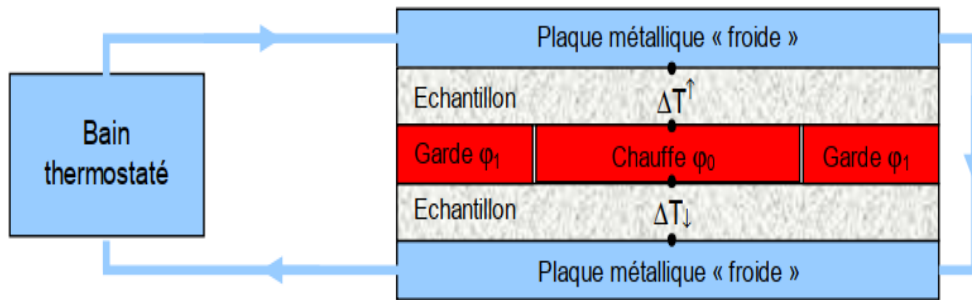 Plaque métallique « froide »
Echantillon
ΔT↑
Bain
thermostaté
Garde φ₁
Chauffe φ₀
Garde φ₁
Echantillon
ΔT↓
Plaque métallique « froide »